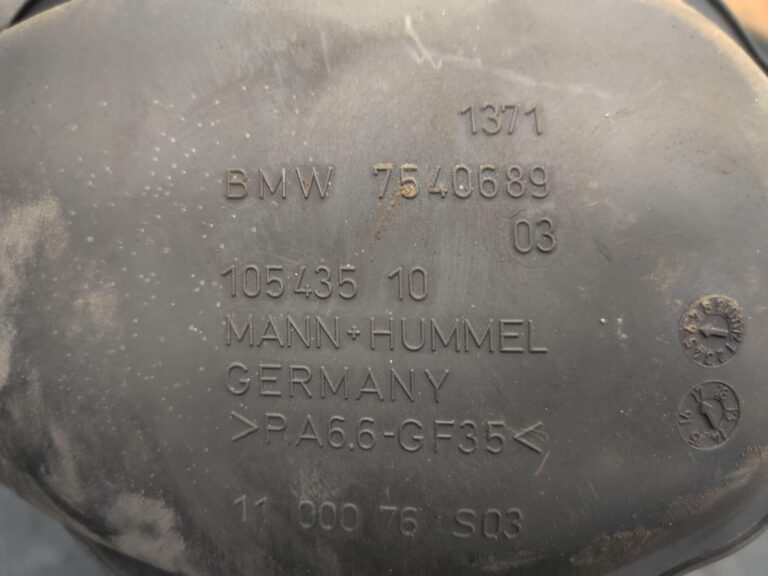 1371
BMW 7540689
03
105435 10
MANN+HUMMEL
GERMANY
>PA6.6-GF35<
11 000 76 S03